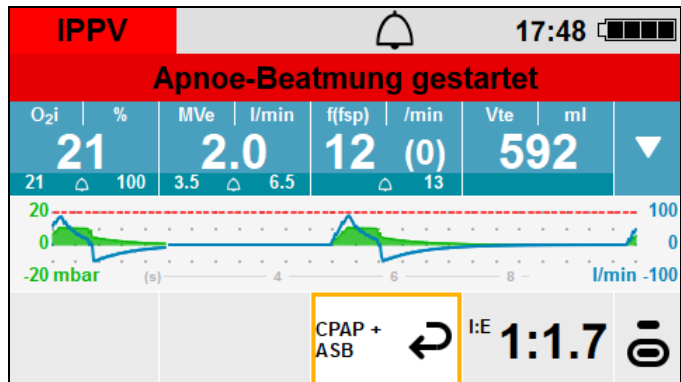 IPPV 17:48
Apnoe-Beatmung gestartet
O2i % MVe l/min f(fsp) /min Vte ml
21 2.0 12 (0) 592
21 100 3.5 6.5 13
20 100
0 0
-20 mbar (s) 4 6 8 l/min -100
CPAP +
ASB
I:E 1:1.7